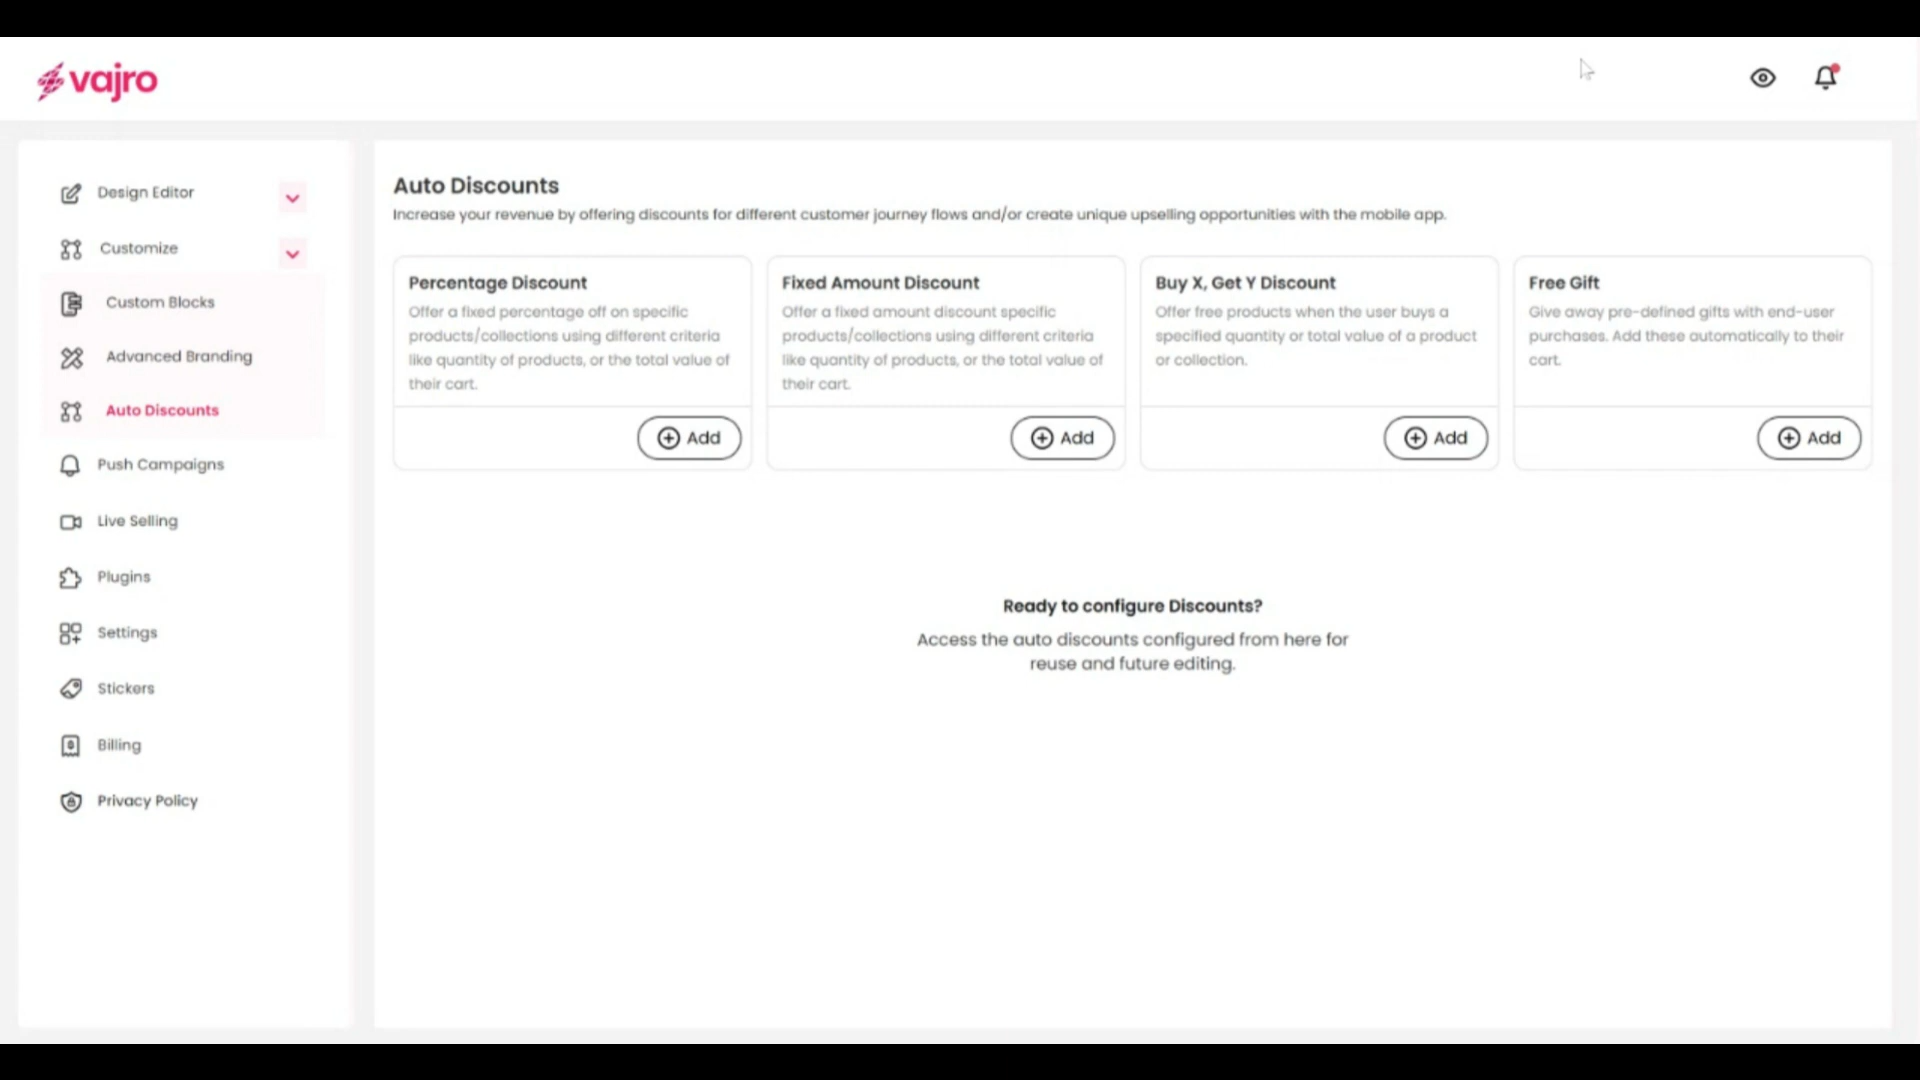 vajro
Design Editor
Customize
Custom Blocks
Advanced Branding
Auto Discounts
Push Campaigns
Live Selling
Plugins
Settings
Stickers
Billing
Privacy Policy
Auto Discounts
Increase your revenue by offering discounts for different customer journey flows and/or create unique upselling opportunities with the mobile app.
Percentage Discount
Offer a fixed percentage off on specific
products/collections using different criteria
like quantity of products, or the total value of
their cart.
Add
Fixed Amount Discount
Offer a fixed amount discount specific
products/collections using different criteria
like quantity of products, or the total value of
their cart.
Add
Buy X, Get Y Discount
Offer free products when the user buys a
specified quantity or total value of a product
or collection.
Add
Free Gift
Give away pre-defined gifts with end-user
purchases. Add these automatically to their
cart.
Add
Ready to configure Discounts?
Access the auto discounts configured from here for
reuse and future editing.